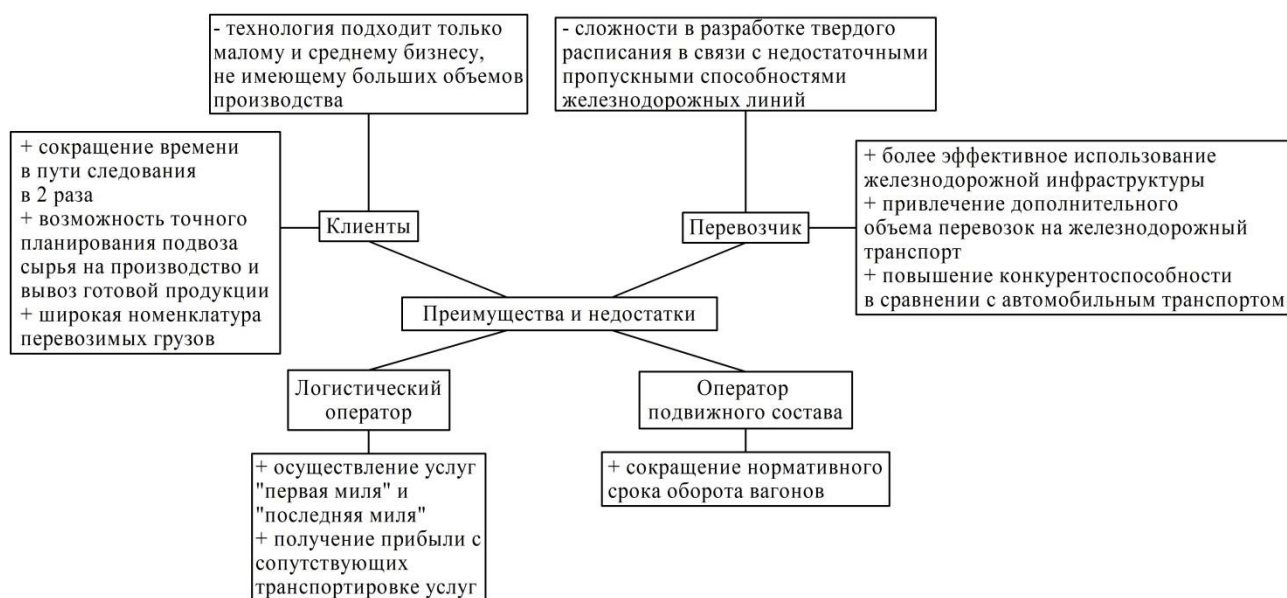 - технология подходит только
малому и среднему бизнесу,
не имеющему больших объемов
производства
- сложности в разработке твердого
расписания в связи с недостаточными
пропускными способностями
железнодорожных линий
+ сокращение времени
в пути следования
в 2 раза
+ возможность точного
планирования подвоза
сырья на производство и
вывоз готовой продукции
+ широкая номенклатура
перевозимых грузов
Клиенты
Перевозчик
+ более эффективное использование
железнодорожной инфраструктуры
+ привлечение дополнительного
объема перевозок на железнодорожный
транспорт
+ повышение конкурентоспособности
в сравнении с автомобильным транспортом
Преимущества и недостатки
Логистический
оператор
Оператор
подвижного состава
+ осуществление услуг
"первая миля" и
"последняя миля"
+ получение прибыли с
сопутствующих
транспортировке услуг
+ сокращение нормативного
срока оборота вагонов